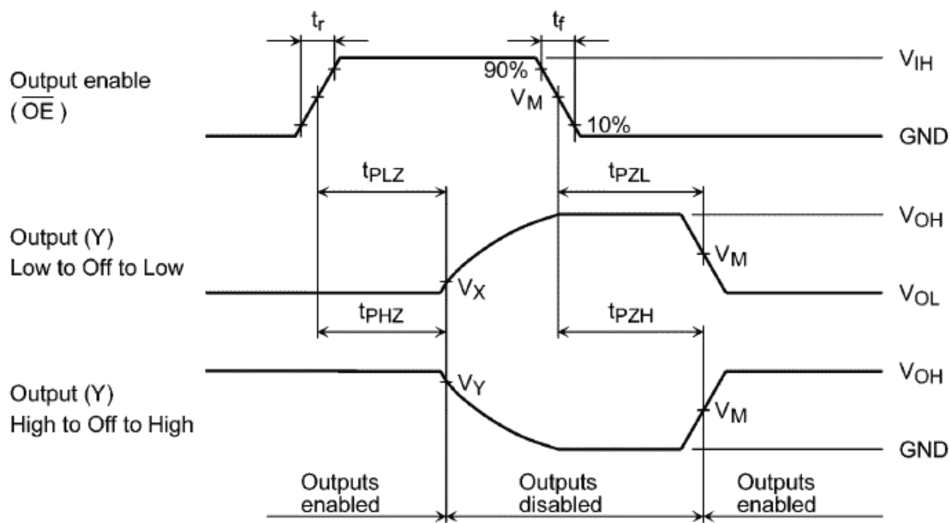 tr tf
Output enable
( OE )
90%
VM
10%
VIH
GND
tPLZ tPZL
Output (Y)
Low to Off to Low
VX
VM
VOH
VOL
tPHZ tPZH
Output (Y)
High to Off to High
VY
VM
VOH
GND
Outputs enabled
Outputs disabled
Outputs enabled